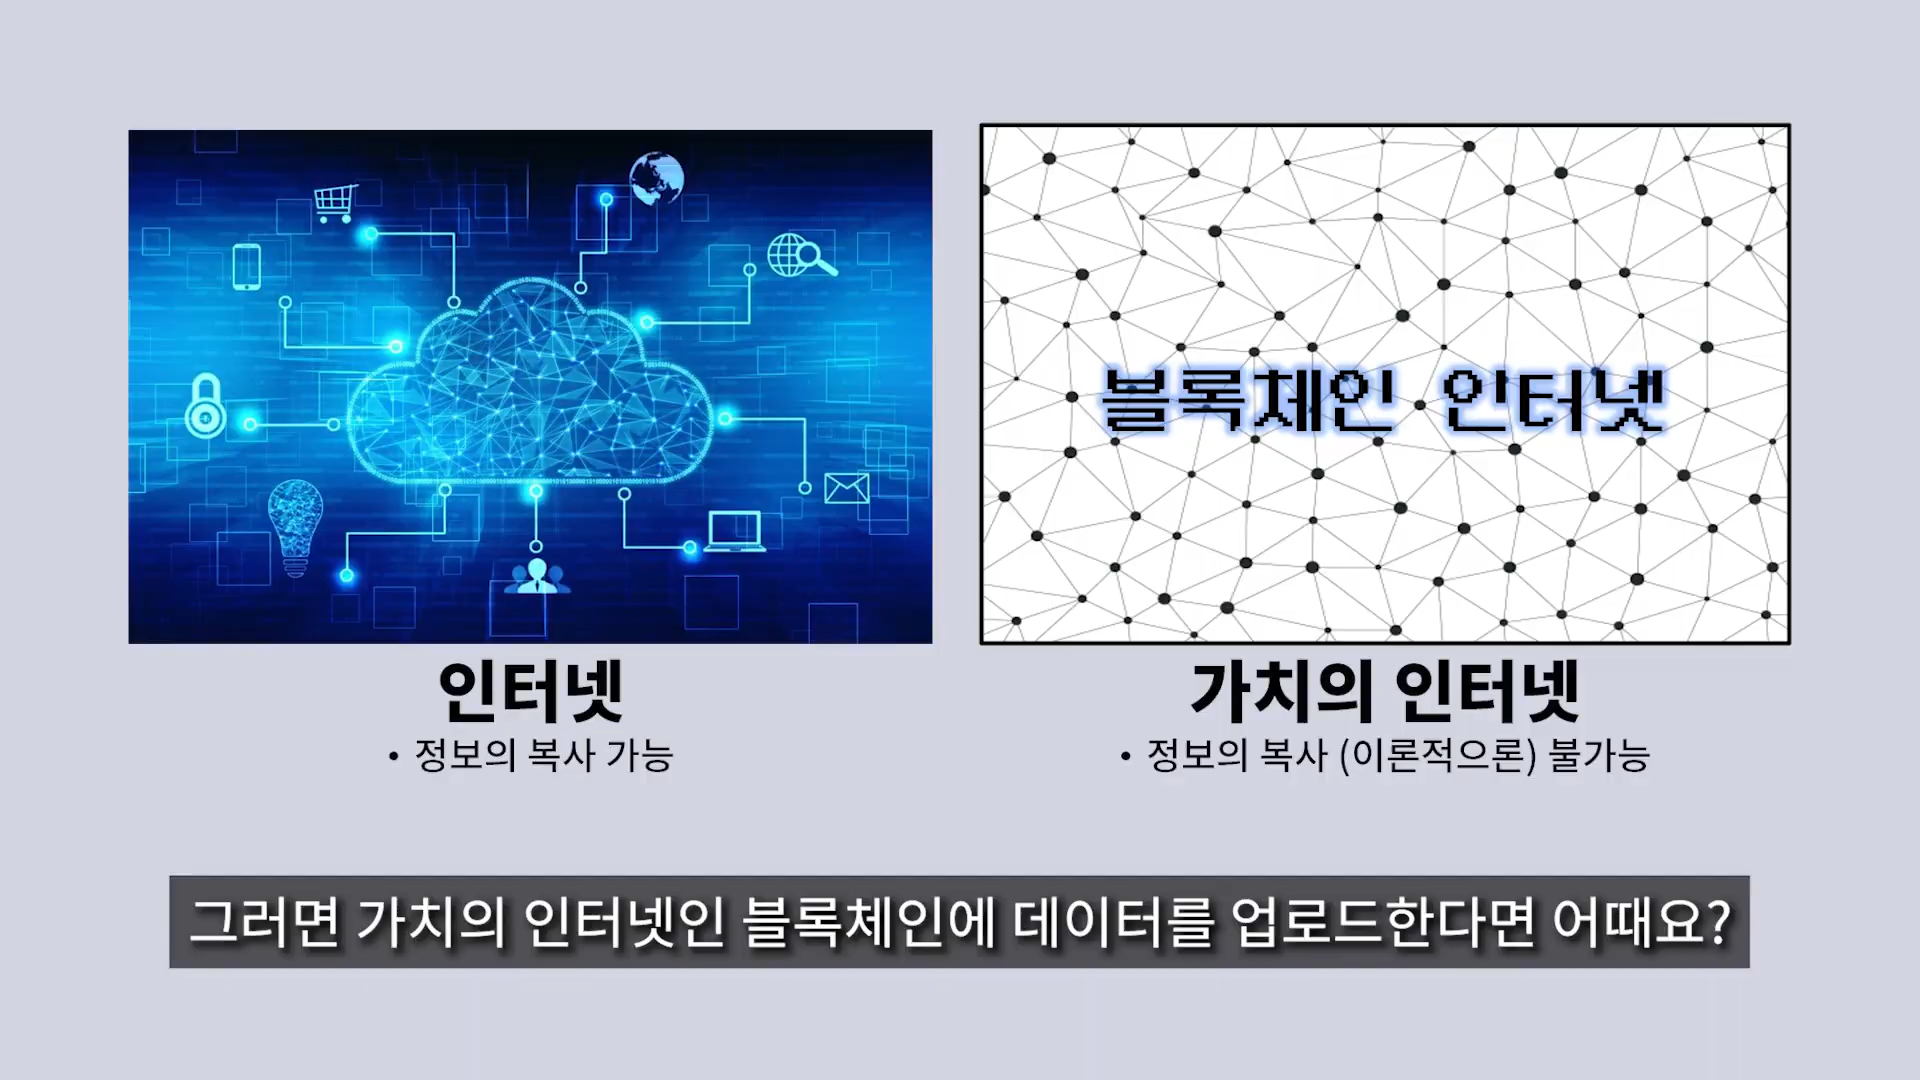 블록체인 인터넷
인터넷
• 정보의 복사 가능
가치의 인터넷
• 정보의 복사 (이론적으론) 불가능
그러면 가치의 인터넷인 블록체인에 데이터를 업로드한다면 어때요?